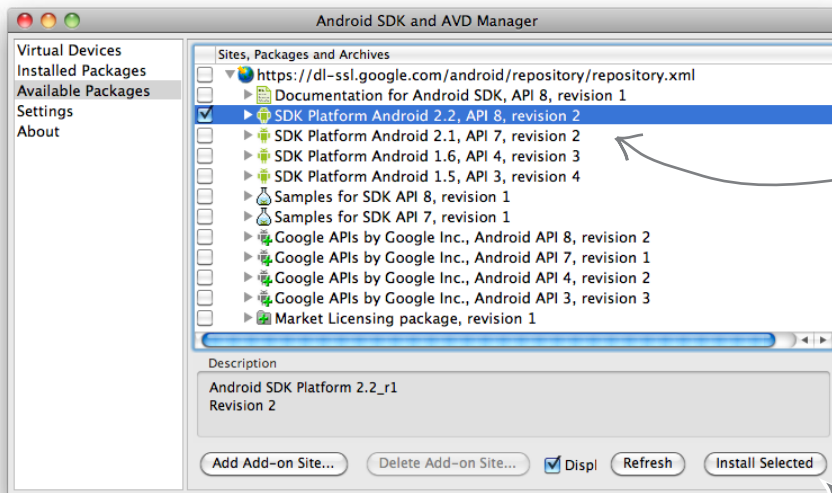 Android SDK and AVD Manager
Virtual Devices
Installed Packages
Available Packages
Settings
About
Sites, Packages and Archives
https://dl-ssl.google.com/android/repository/repository.xml
Documentation for Android SDK, API 8, revision 1
SDK Platform Android 2.2, API 8, revision 2
SDK Platform Android 2.1, API 7, revision 2
SDK Platform Android 1.6, API 4, revision 3
SDK Platform Android 1.5, API 3, revision 4
Samples for SDK API 8, revision 1
Samples for SDK API 7, revision 1
Google APIs by Google Inc., Android API 8, revision 2
Google APIs by Google Inc., Android API 7, revision 1
Google APIs by Google Inc., Android API 4, revision 2
Google APIs by Google Inc., Android API 3, revision 3
Market Licensing package, revision 1
Description
Android SDK Platform 2.2_r1
Revision 2
Add Add-on Site... Delete Add-on Site... Displ Refresh Install Selected